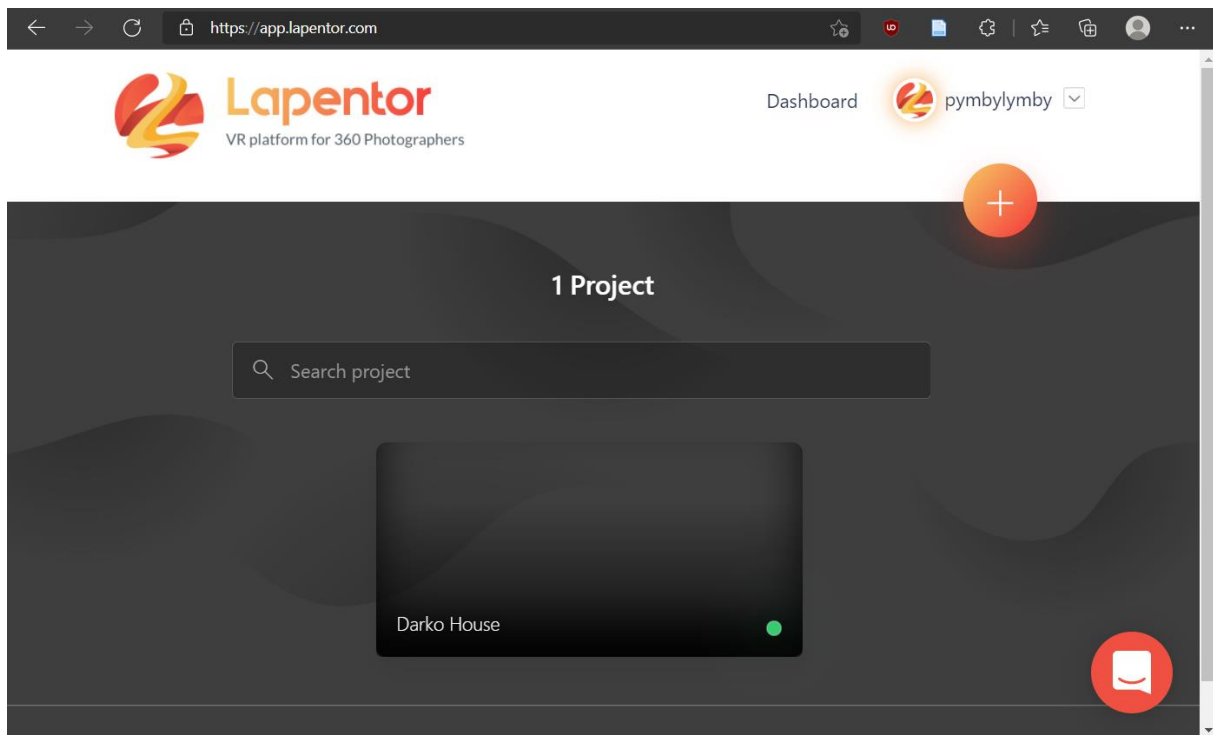 https://app.lapentor.com
Lapentor
VR platform for 360 Photographers
Dashboard
pymbylymby
1 Project
Search project
Darko House